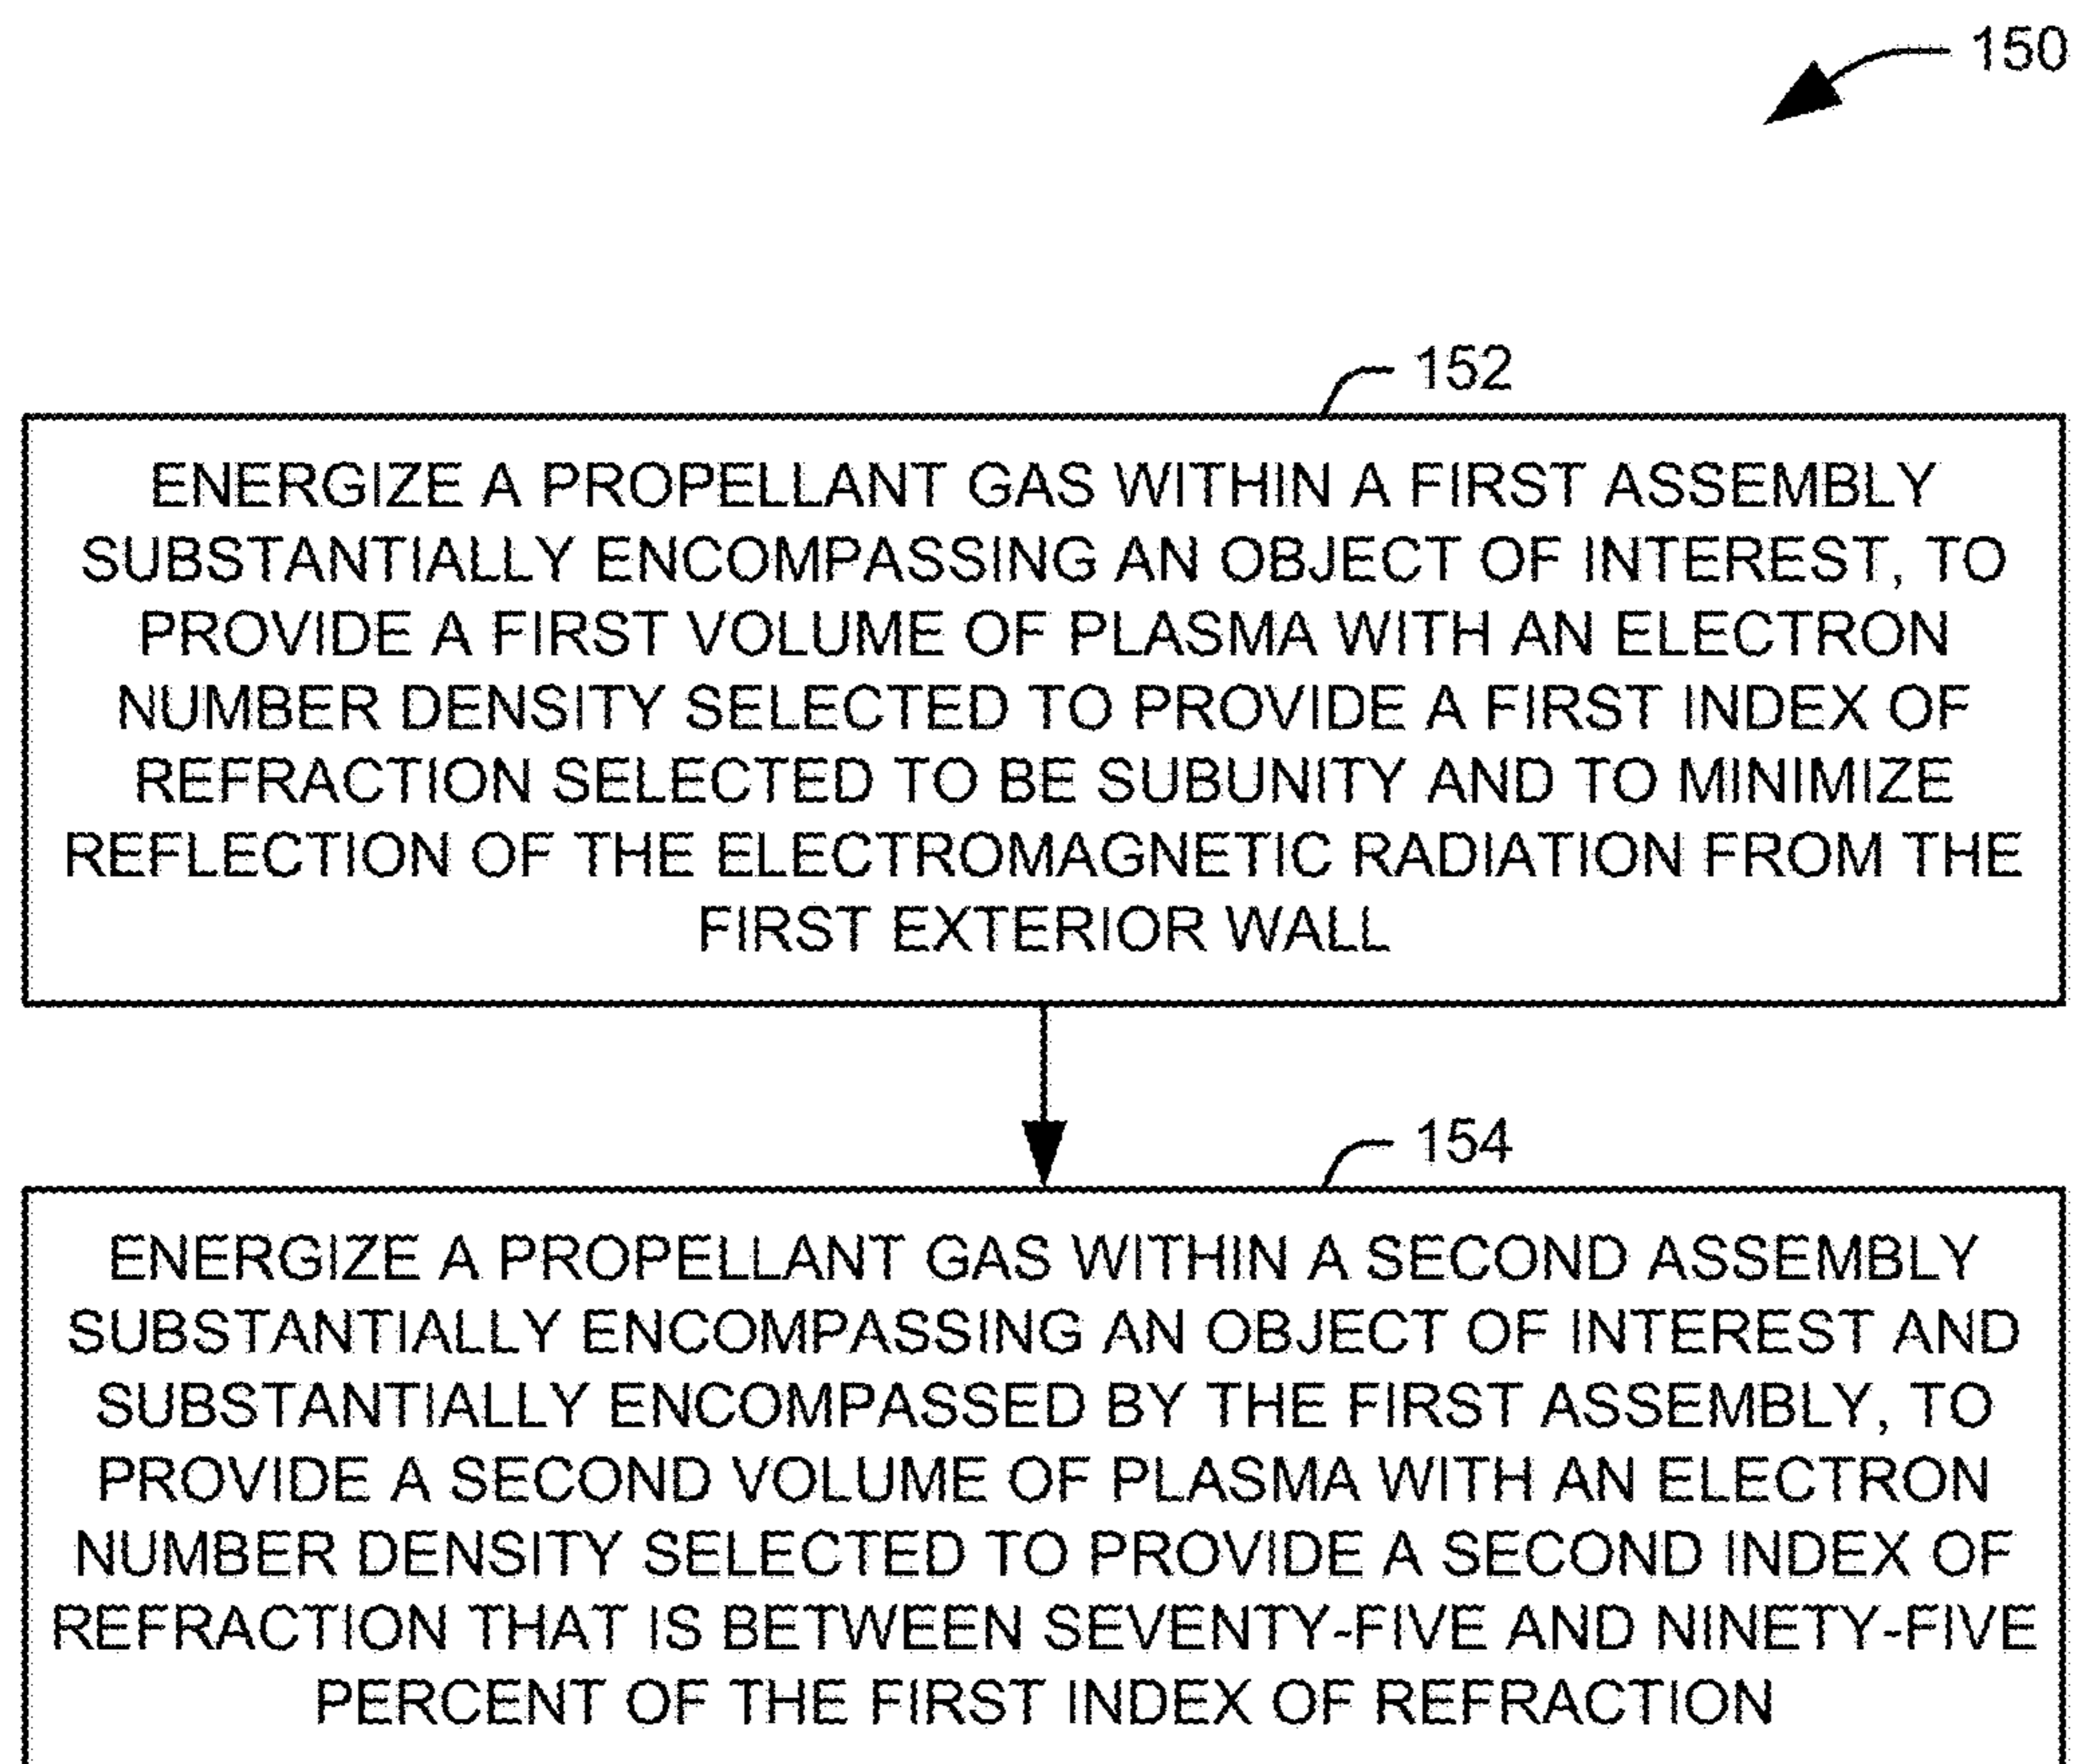 150
152
ENERGIZE A PROPELLANT GAS WITHIN A FIRST ASSEMBLY
SUBSTANTIALLY ENCOMPASSING AN OBJECT OF INTEREST, TO
PROVIDE A FIRST VOLUME OF PLASMA WITH AN ELECTRON
NUMBER DENSITY SELECTED TO PROVIDE A FIRST INDEX OF
REFRACTION SELECTED TO BE SUBUNITY AND TO MINIMIZE
REFLECTION OF THE ELECTROMAGNETIC RADIATION FROM THE
FIRST EXTERIOR WALL
154
ENERGIZE A PROPELLANT GAS WITHIN A SECOND ASSEMBLY
SUBSTANTIALLY ENCOMPASSING AN OBJECT OF INTEREST AND
SUBSTANTIALLY ENCOMPASSED BY THE FIRST ASSEMBLY, TO
PROVIDE A SECOND VOLUME OF PLASMA WITH AN ELECTRON
NUMBER DENSITY SELECTED TO PROVIDE A SECOND INDEX OF
REFRACTION THAT IS BETWEEN SEVENTY-FIVE AND NINETY-FIVE
PERCENT OF THE FIRST INDEX OF REFRACTION